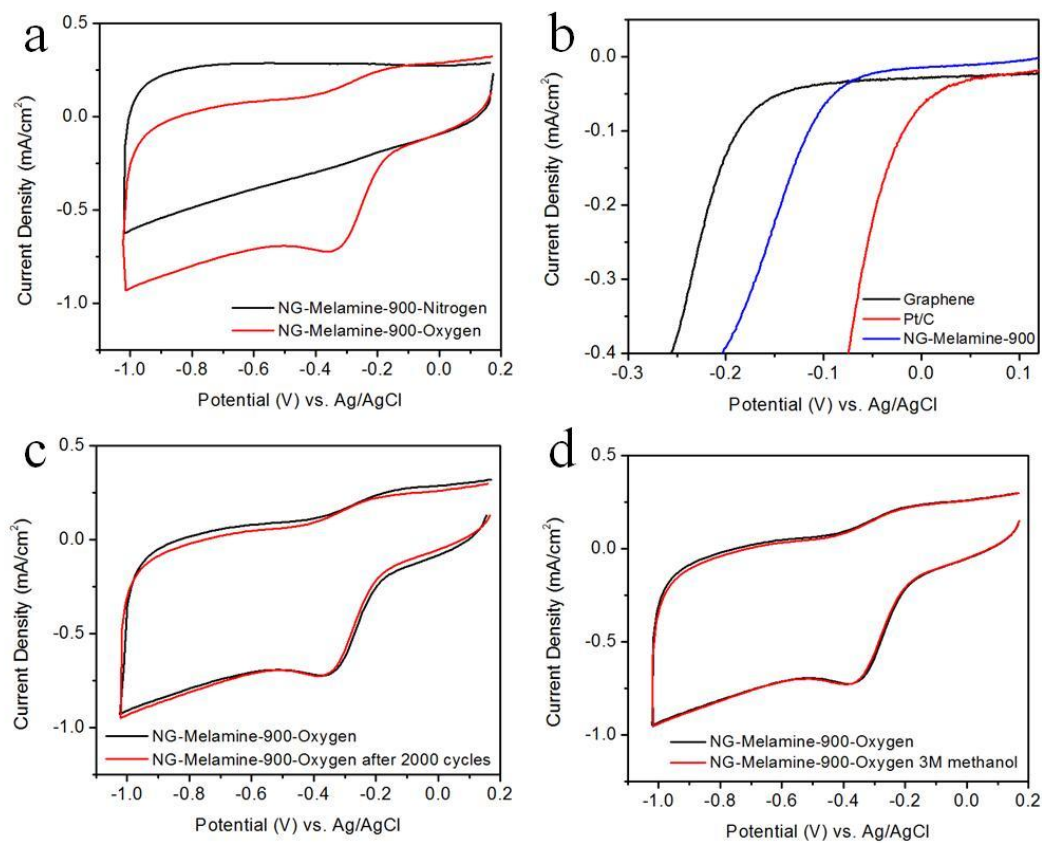 a
0.5
0.0
-0.5
-1.0
Current Density (mA/cm²)
NG-Melamine-900-Nitrogen
NG-Melamine-900-Oxygen
-1.0 -0.8 -0.6 -0.4 -0.2 0.0 0.2
Potential (V) vs. Ag/AgCl
b
0.0
-0.1
-0.2
-0.3
-0.4
Current Density (mA/cm²)
Graphene
Pt/C
NG-Melamine-900
-0.3 -0.2 -0.1 0.0 0.1
Potential (V) vs. Ag/AgCl
c
0.5
0.0
-0.5
-1.0
Current Density (mA/cm²)
NG-Melamine-900-Oxygen
NG-Melamine-900-Oxygen after 2000 cycles
-1.0 -0.8 -0.6 -0.4 -0.2 0.0 0.2
Potential (V) vs. Ag/AgCl
d
0.5
0.0
-0.5
-1.0
Current Density (mA/cm²)
NG-Melamine-900-Oxygen
NG-Melamine-900-Oxygen 3M methanol
-1.0 -0.8 -0.6 -0.4 -0.2 0.0 0.2
Potential (V) vs. Ag/AgCl